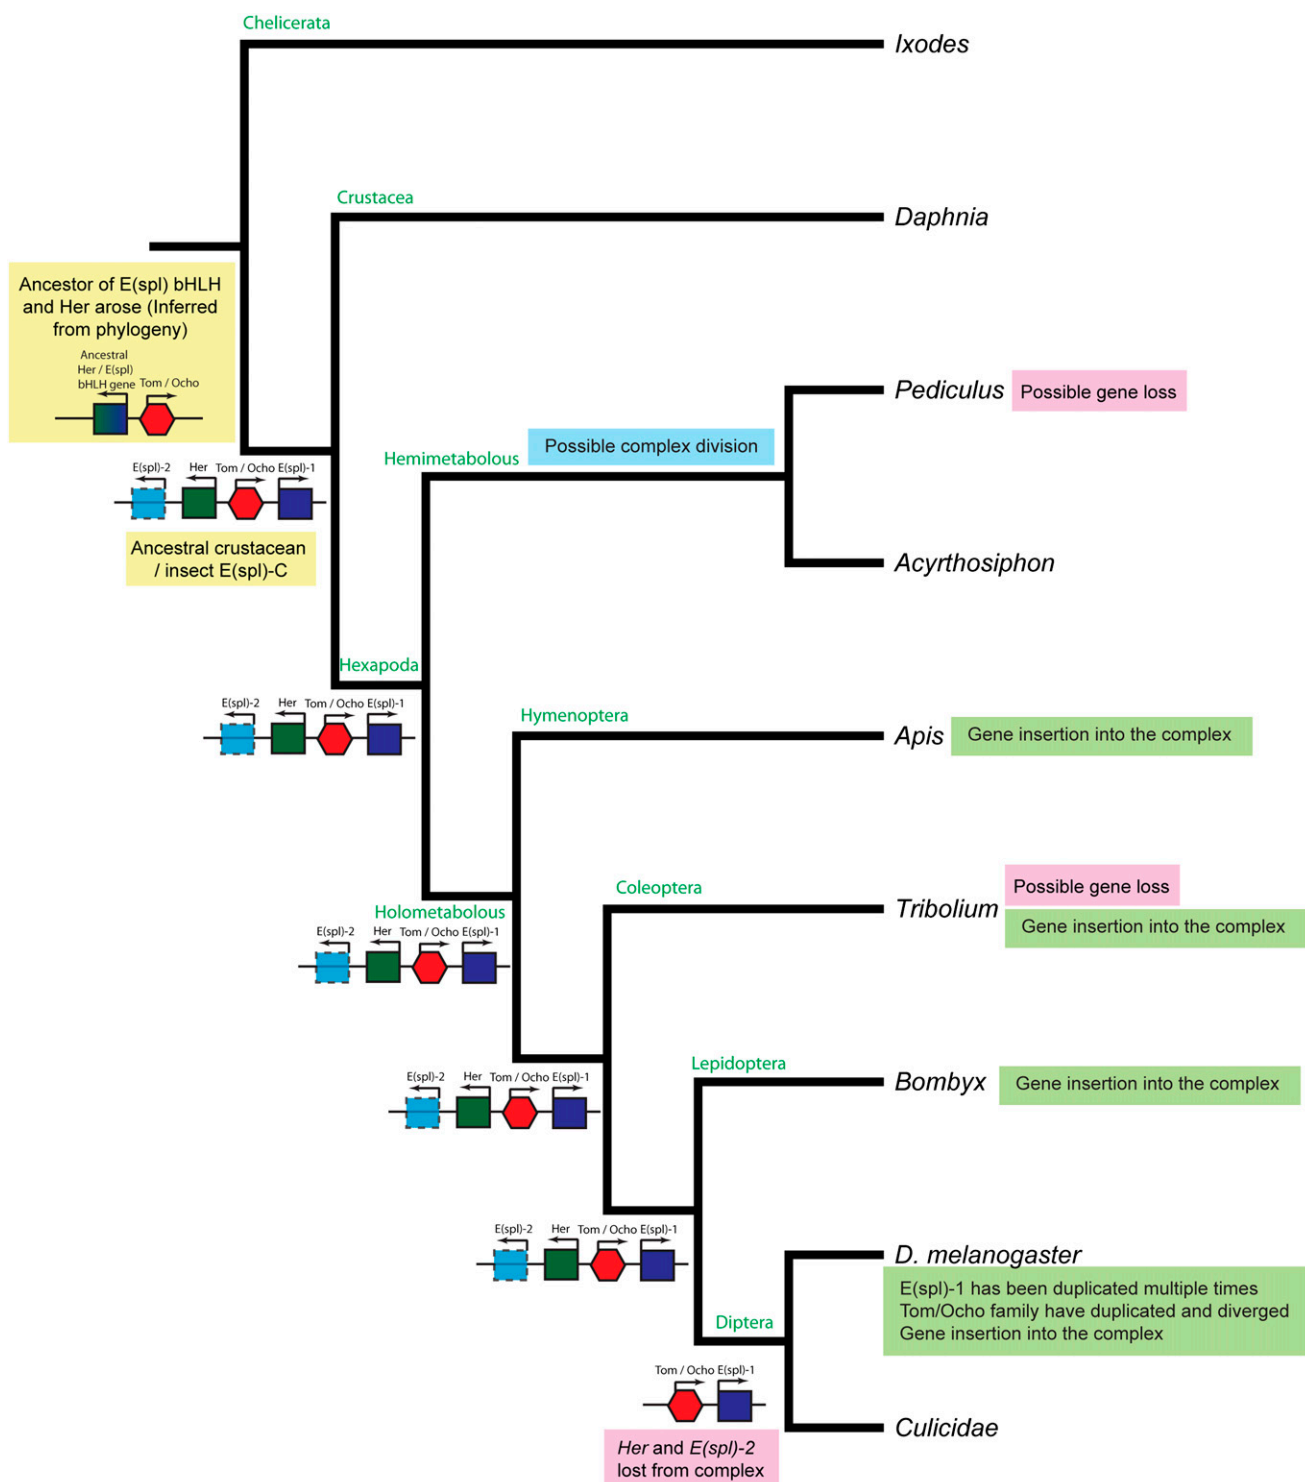 Chelicerata
Ixodes
Crustacea
Daphnia
Ancestor of E(spl) bHLH
and Her arose (Inferred
from phylogeny)
Ancestral
Her / E(spl)
bHLH gene
Tom / Ocho
Pediculus
Possible gene loss
Possible complex division
Hemimetabolous
E(spl)-2
Her
Tom / Ocho
E(spl)-1
Ancestral crustacean
/ insect E(spl)-C
Acyrthosiphon
Hexapoda
E(spl)-2
Her
Tom / Ocho
E(spl)-1
Hymenoptera
Apis
Gene insertion into the complex
Coleoptera
Possible gene loss
Tribolium
Gene insertion into the complex
Holometabolous
E(spl)-2
Her
Tom / Ocho
E(spl)-1
Lepidoptera
Bombyx
Gene insertion into the complex
E(spl)-2
Her
Tom / Ocho
E(spl)-1
E(spl)-2
Her
Tom / Ocho
E(spl)-1
D. melanogaster
E(spl)-1 has been duplicated multiple times
Tom/Ocho family have duplicated and diverged
Gene insertion into the complex
Diptera
Tom / Ocho
E(spl)-1
Culicidae
Her and E(spl)-2
lost from complex